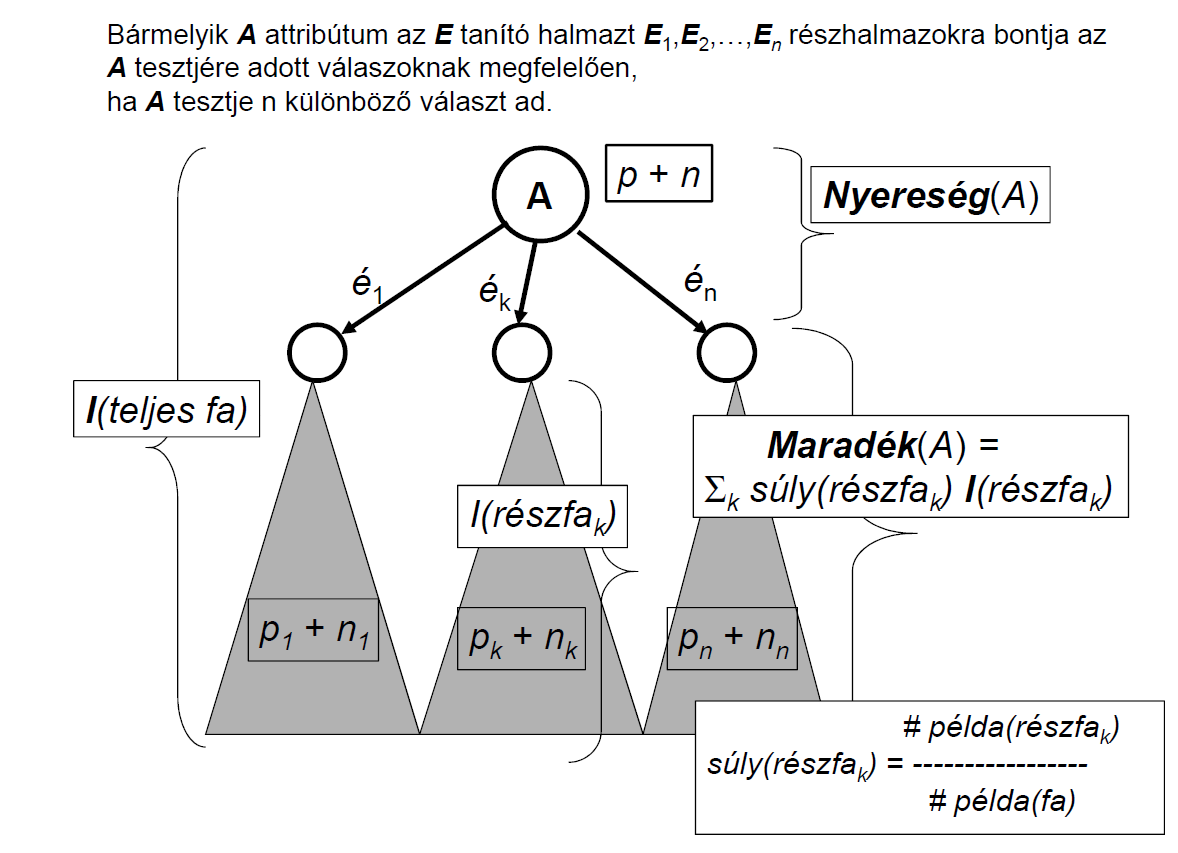 Bármelyik A attribútum az E tanító halmazt E₁,E₂,…,Eₙ részhalmazokra bontja az
A tesztjére adott válaszoknak megfelelően,
ha A tesztje n különböző választ ad.
A
p + n
Nyereség(A)
é₁
éₖ
éₙ
I(teljes fa)
Maradék(A) =
Σₖ súly(részfaₖ) I(részfaₖ)
I(részfaₖ)
p₁ + n₁
pₖ + nₖ
pₙ + nₙ
# példa(részfaₖ)
súly(részfaₖ) = -----------------
# példa(fa)